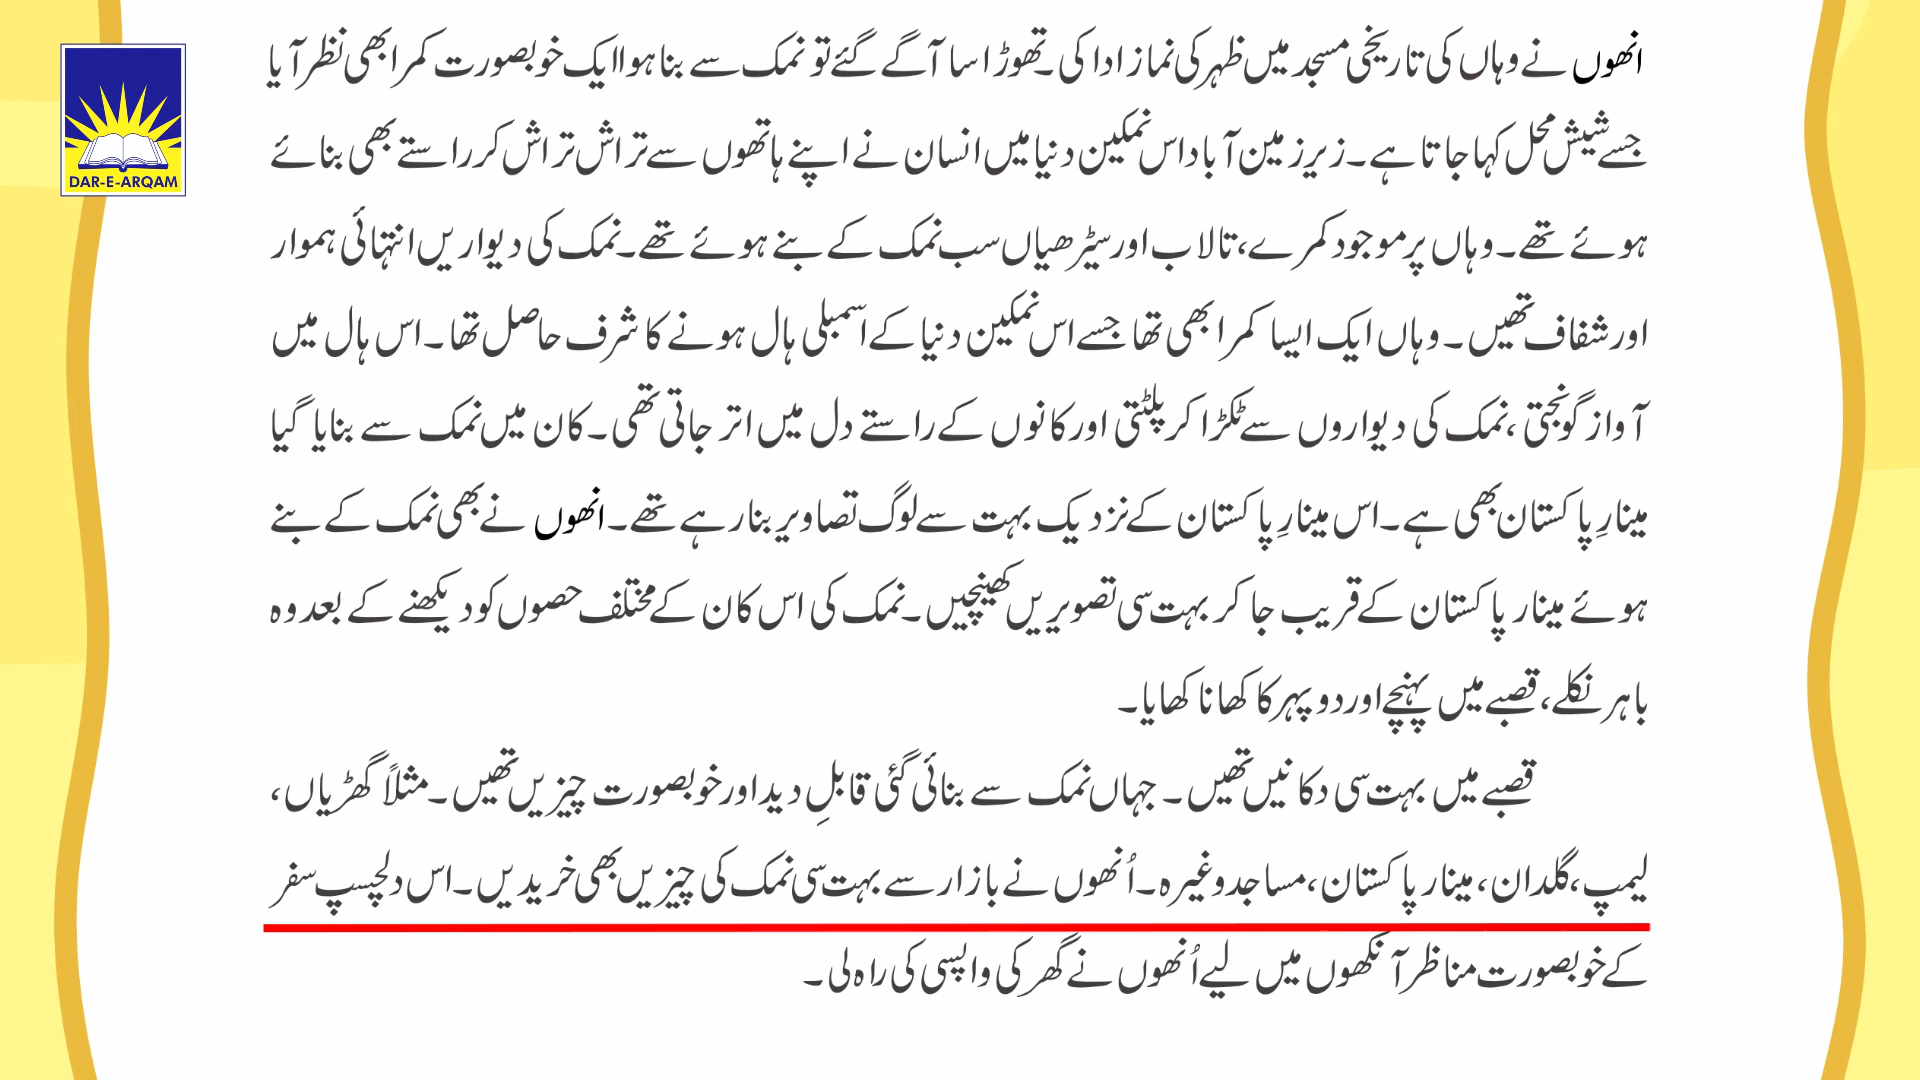 انھوں نے وہاں کی تاریخی مسجد میں ظہر کی نماز ادا کی۔ تھوڑا سا آگے گئے تو نمک سے بنا ہوا ایک خوبصورت کمرا بھی نظر آیا
جسے شیش محل کہا جاتا ہے۔ زیرِ زمین آباد اس نمکین دنیا میں انسان نے اپنے ہاتھوں سے تراش تراش کر راستے بھی بنائے
ہوئے تھے۔ وہاں پر موجود کمرے، تالاب اور سیڑھیاں سب نمک کے بنے ہوئے تھے۔ نمک کی دیواریں انتہائی ہموار
اور شفاف تھیں۔ وہاں ایک ایسا کمرا بھی تھا جسے اس نمکین دنیا کے اسمبلی ہال ہونے کا شرف حاصل تھا۔ اس ہال میں
آواز گونجتی، نمک کی دیواروں سے ٹکڑا کر پلٹتی اور کانوں کے راستے دل میں اتر جاتی تھی۔ کان میں نمک سے بنایا گیا
مینارِ پاکستان بھی ہے۔ اس مینارِ پاکستان کے نزدیک بہت سے لوگ تصاویر بنا رہے تھے۔ انھوں نے بھی نمک کے بنے
ہوئے مینار پاکستان کے قریب جا کر بہت سی تصویریں کھینچیں۔ نمک کی اس کان کے مختلف حصوں کو دیکھنے کے بعد وہ
باہر نکلے، قصبے میں پہنچے اور دوپہر کا کھانا کھایا۔
قصبے میں بہت سی دکانیں تھیں۔ جہاں نمک سے بنائی گئی قابلِ دید اور خوبصورت چیزیں تھیں۔ مثلاً گھڑیاں،
لیمپ، گلدان، مینار پاکستان، مساجد وغیرہ۔ اُنھوں نے بازار سے بہت سی نمک کی چیزیں بھی خریدیں۔ اس دلچسپ سفر
کے خوبصورت مناظر آنکھوں میں لیے اُنھوں نے گھر کی واپسی کی راہ لی۔
DAR-E-ARQAM